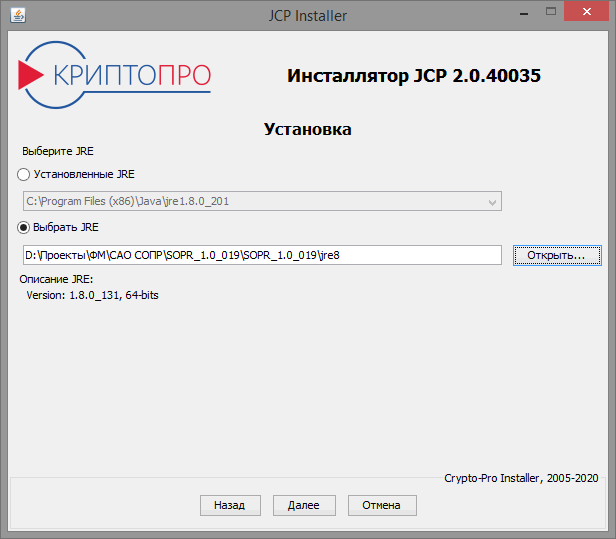 JCP Installer
КРИПТОПРО
Инсталлятор JCP 2.0.40035
Установка
Выберите JRE
Установленные JRE
C:\Program Files (x86)\Java\jre1.8.0_201
Выбрать JRE
D:\Проекты\ФМ\САО СОПР\SOPR_1.0_019\SOPR_1.0_019\jre8
Открыть...
Описание JRE:
Version: 1.8.0_131, 64-bits
Crypto-Pro Installer, 2005-2020
Назад
Далее
Отмена